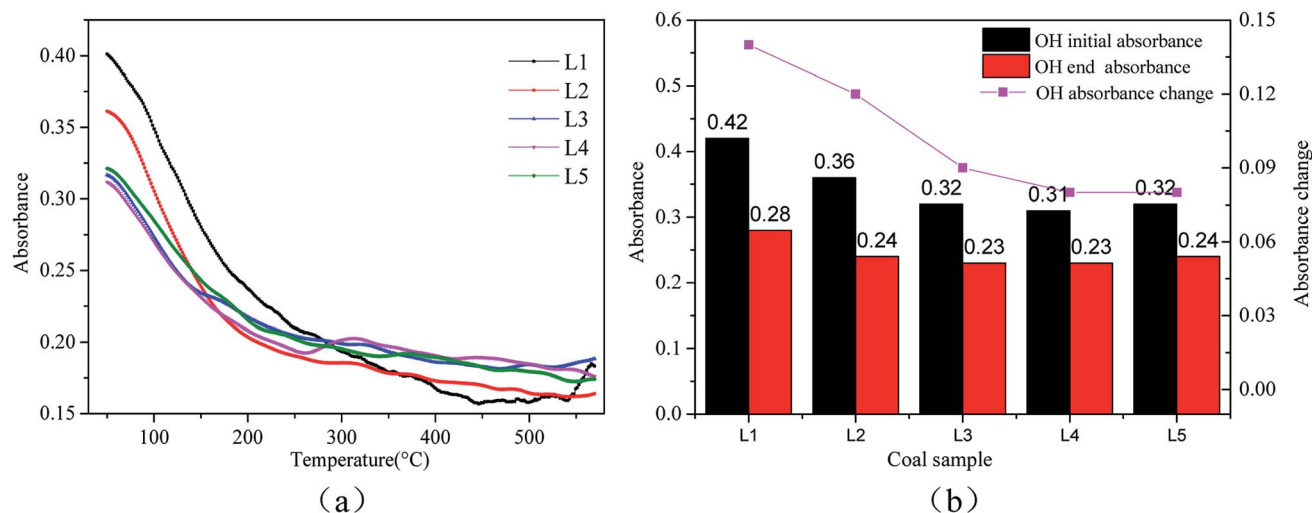 0.40
0.35
0.30
0.25
0.20
0.15
Absorbance
L1
L2
L3
L4
L5
100 200 300 400 500
Temperature(°C)
（a）
0.6
0.5
0.4
0.3
0.2
0.1
0.0
Absorbance
OH initial absorbance
OH end absorbance
OH absorbance change
0.42
0.28
0.36
0.24
0.32
0.23
0.31
0.23
0.32
0.24
0.15
0.12
0.09
0.06
0.03
0.00
Absorbance change
L1 L2 L3 L4 L5
Coal sample
（b）